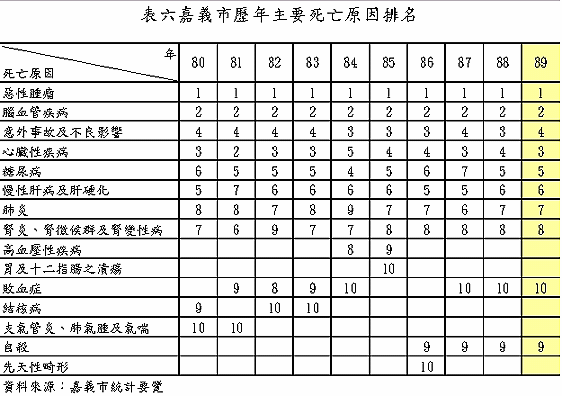 表六嘉義市歷年主要死亡原因排名
年 80 81 82 83 84 85 86 87 88 89
死亡原因
惡性腫瘤 1 1 1 1 1 1 1 1 1 1
腦血管疾病 2 2 2 2 2 2 2 2 2 2
意外事故及不良影響 4 4 4 4 3 3 3 4 3 4
心臟性疾病 3 2 3 3 5 4 4 3 4 3
糖尿病 6 5 5 5 4 5 6 7 5 5
慢性肝病及肝硬化 5 7 6 6 6 6 5 5 6 6
肺炎 8 8 7 8 9 7 7 6 7 7
腎炎、腎徵候群及腎變性病 7 6 9 7 7 8 8 8 8 8
高血壓性疾病 8 9
胃及十二指腸之潰瘍 10
敗血症 9 8 9 10 10 10 10
結核病 9 10 10
支氣管炎、肺氣腫及氣喘 10 10
自殺 9 9 9 9
先天性畸形 10
資料來源：嘉義市統計要覽